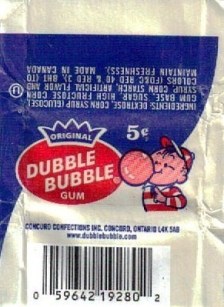 INGREDIENTS: DEXTROSE, CORN SYRUP (GLUCOSE),
GUM BASE, SUGAR, HIGH FRUCTOSE CORN
SYRUP, CORN STARCH, ARTIFICIAL FLAVOR AND
COLORS (FD&C RED 40 & RED 3), BHT (TO
MAINTAIN FRESHNESS). MADE IN CANADA
U
ORIGINAL
5¢
DUBBLE
BUBBLE
GUM
CONCORD CONFECTIONS INC. CONCORD, ONTARIO L4K 5A8
www.dubblebubble.com
0 59642 19280 2